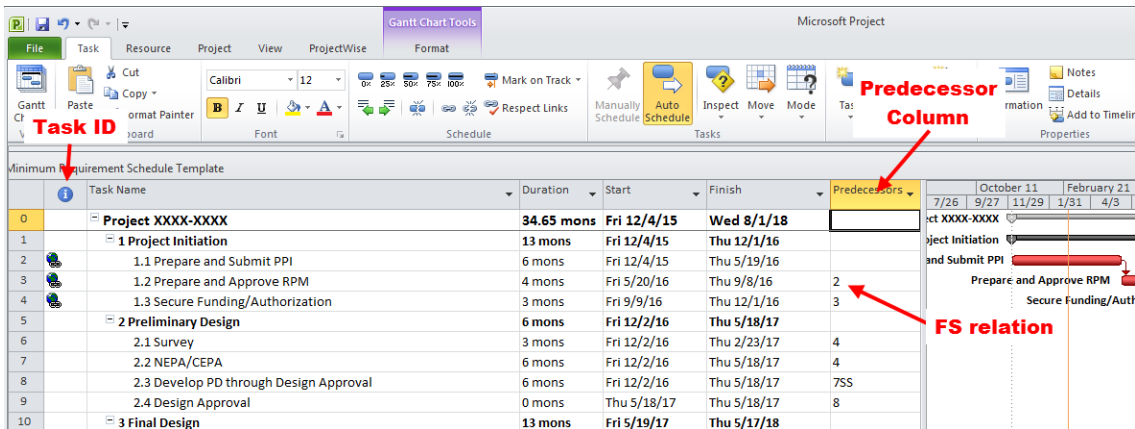 Gantt Chart Tools
Microsoft Project
File Task Resource Project View ProjectWise Format
Cut
Copy
ormat Painter
Gantt
Paste
Calibri 12
B I U A
0% 25% 50% 75% 100%
Mark on Track
Respect Links
Manually Schedule
Auto Schedule
Inspect Move Mode
rmation
Notes
Details
Add to Timelin
Font
Schedule
Tasks
Properties
Task ID
Predecessor
Column
Minimum Requirement Schedule Template
Task Name Duration Start Finish Predecessors
October 11 February 21
7/26 9/27 11/29 1/31 4/3
0 Project XXXX-XXXX 34.65 mons Fri 12/4/15 Wed 8/1/18
1 1 Project Initiation 13 mons Fri 12/4/15 Thu 12/1/16
2 1.1 Prepare and Submit PPI 6 mons Fri 12/4/15 Thu 5/19/16
3 1.2 Prepare and Approve RPM 4 mons Fri 5/20/16 Thu 9/8/16 2
4 1.3 Secure Funding/Authorization 3 mons Fri 9/9/16 Thu 12/1/16 3
5 2 Preliminary Design 6 mons Fri 12/2/16 Thu 5/18/17
6 2.1 Survey 3 mons Fri 12/2/16 Thu 2/23/17 4
7 2.2 NEPA/CEPA 6 mons Fri 12/2/16 Thu 5/18/17 4
8 2.3 Develop PD through Design Approval 6 mons Fri 12/2/16 Thu 5/18/17 7SS
9 2.4 Design Approval 0 mons Thu 5/18/17 Thu 5/18/17 8
10 3 Final Design 13 mons Fri 5/19/17 Thu 5/17/18
ect XXXX-XXXX
oject Initiation
and Submit PPI
Prepare and Approve RPM
Secure Funding/Auth
FS relation